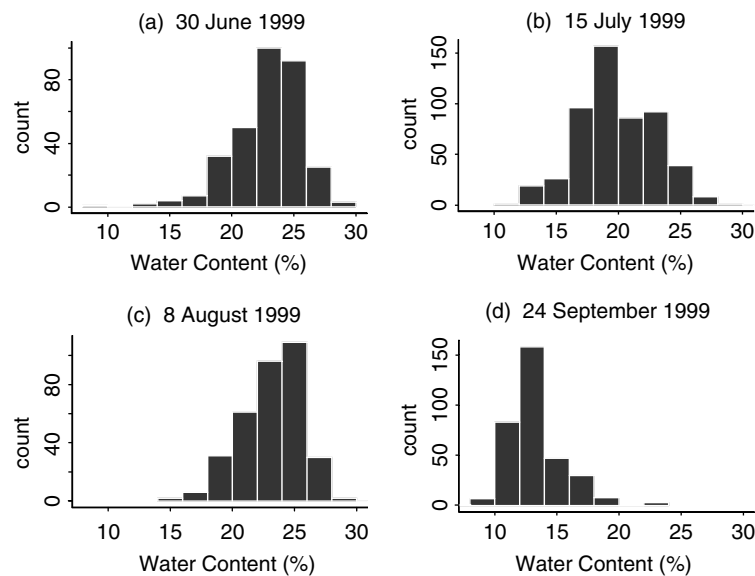 (a) 30 June 1999
count
0 40 80
10 15 20 25 30
Water Content (%)
(b) 15 July 1999
count
0 50 100 150
10 15 20 25 30
Water Content (%)
(c) 8 August 1999
count
0 40 80
10 15 20 25 30
Water Content (%)
(d) 24 September 1999
count
0 50 100 150
10 15 20 25 30
Water Content (%)